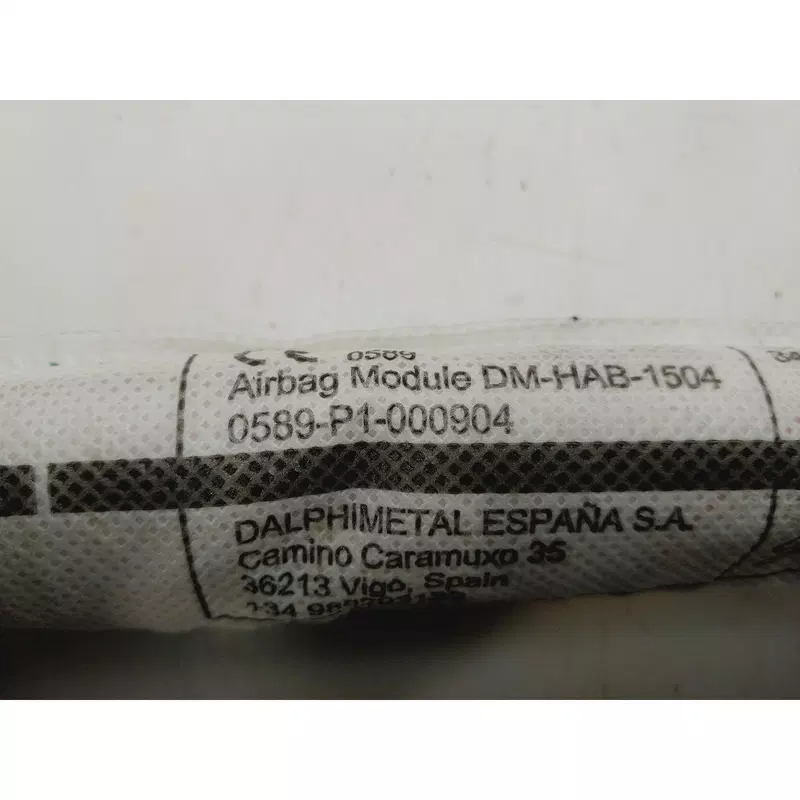 CE 0589
Airbag Module DM-HAB-1504
0589-P1-000904
DALPHIMETAL ESPAÑA S.A.
Camino Caramuxo 35
36213 Vigo, Spain